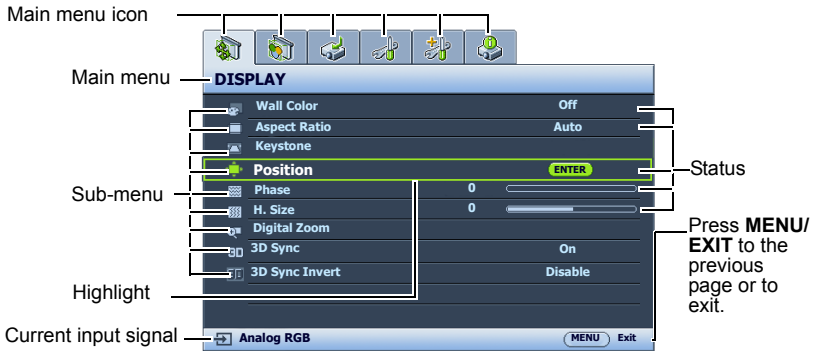 Main menu icon
Main menu
DISPLAY
Wall Color Off
Aspect Ratio Auto
Keystone
Position ENTER
Phase 0
H. Size 0
Digital Zoom
3D 3D Sync On
3D Sync Invert Disable
Status
Sub-menu
Highlight
Press MENU/
EXIT to the
previous
page or to
exit.
Current input signal
Analog RGB MENU Exit